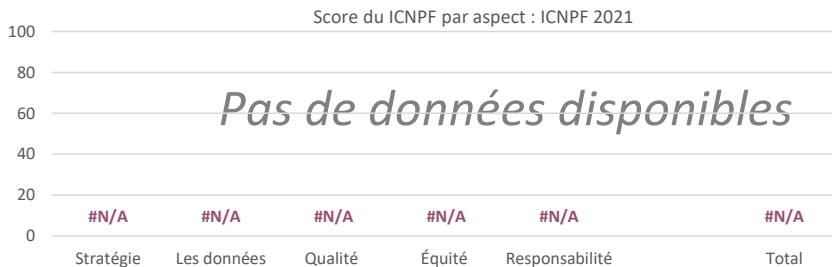 Score du ICNPF par aspect : ICNPF 2021
100
80
Pas de données disponibles
60
40
20
#N/A #N/A #N/A #N/A #N/A #N/A
0
Stratégie Les données Qualité Équité Responsabilité Total